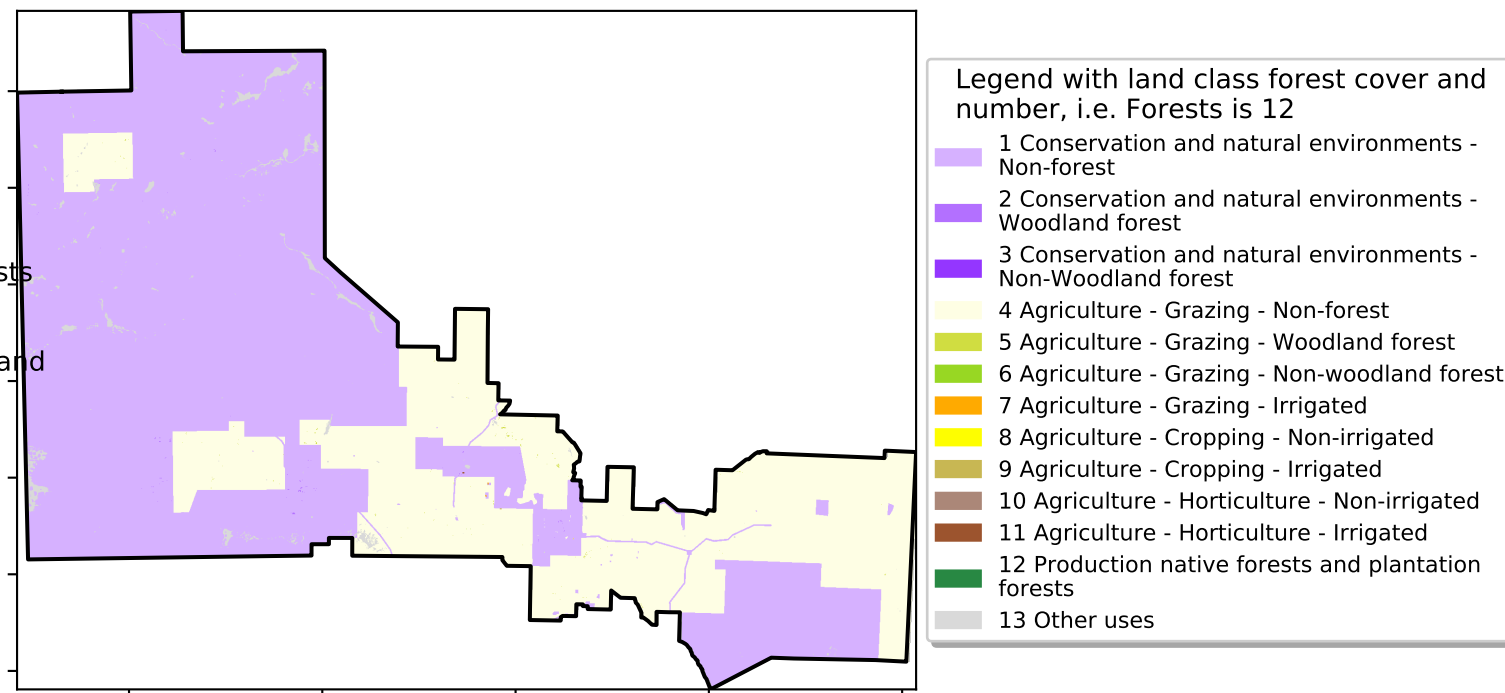 Legend with land class forest cover and
number, i.e. Forests is 12
1 Conservation and natural environments -
Non-forest
2 Conservation and natural environments -
Woodland forest
3 Conservation and natural environments -
Non-Woodland forest
4 Agriculture - Grazing - Non-forest
5 Agriculture - Grazing - Woodland forest
6 Agriculture - Grazing - Non-woodland forest
7 Agriculture - Grazing - Irrigated
8 Agriculture - Cropping - Non-irrigated
9 Agriculture - Cropping - Irrigated
10 Agriculture - Horticulture - Non-irrigated
11 Agriculture - Horticulture - Irrigated
12 Production native forests and plantation
forests
13 Other uses